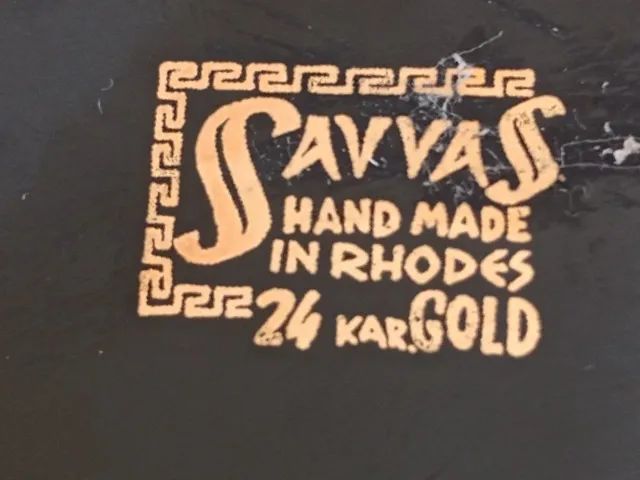 SAVVAS
HAND MADE
IN RHODES
24 KAR. GOLD